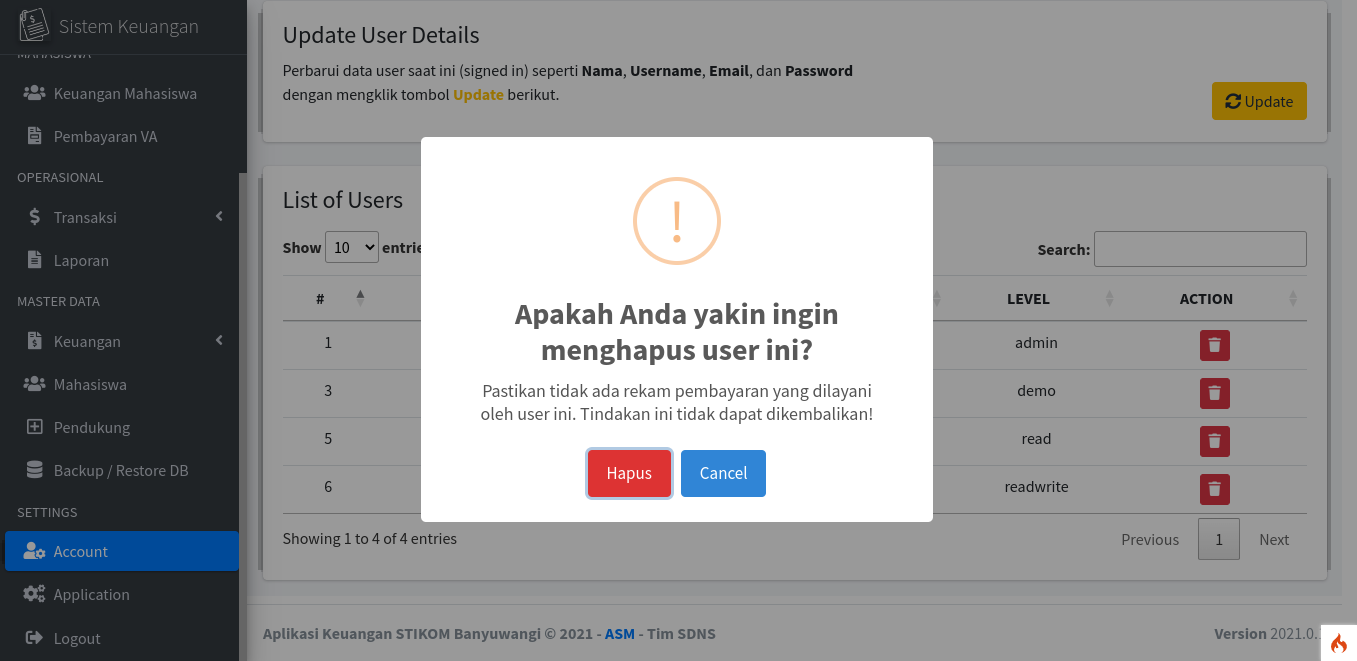 Sistem Keuangan
MAHASISWA
Keuangan Mahasiswa
Pembayaran VA
OPERASIONAL
Transaksi
Laporan
MASTER DATA
Keuangan
Mahasiswa
Pendukung
Backup / Restore DB
SETTINGS
Account
Application
Logout
Update User Details
Perbarui data user saat ini (signed in) seperti Nama, Username, Email, dan Password
dengan mengklik tombol Update berikut.
Update
List of Users
Show 10 entrie
Search:
# LEVEL ACTION
1 admin
3 demo
5 read
6 readwrite
Showing 1 to 4 of 4 entries
Previous 1 Next
!
Apakah Anda yakin ingin
menghapus user ini?
Pastikan tidak ada rekam pembayaran yang dilayani
oleh user ini. Tindakan ini tidak dapat dikembalikan!
Hapus Cancel
Aplikasi Keuangan STIKOM Banyuwangi © 2021 - ASM - Tim SDNS
Version 2021.0.